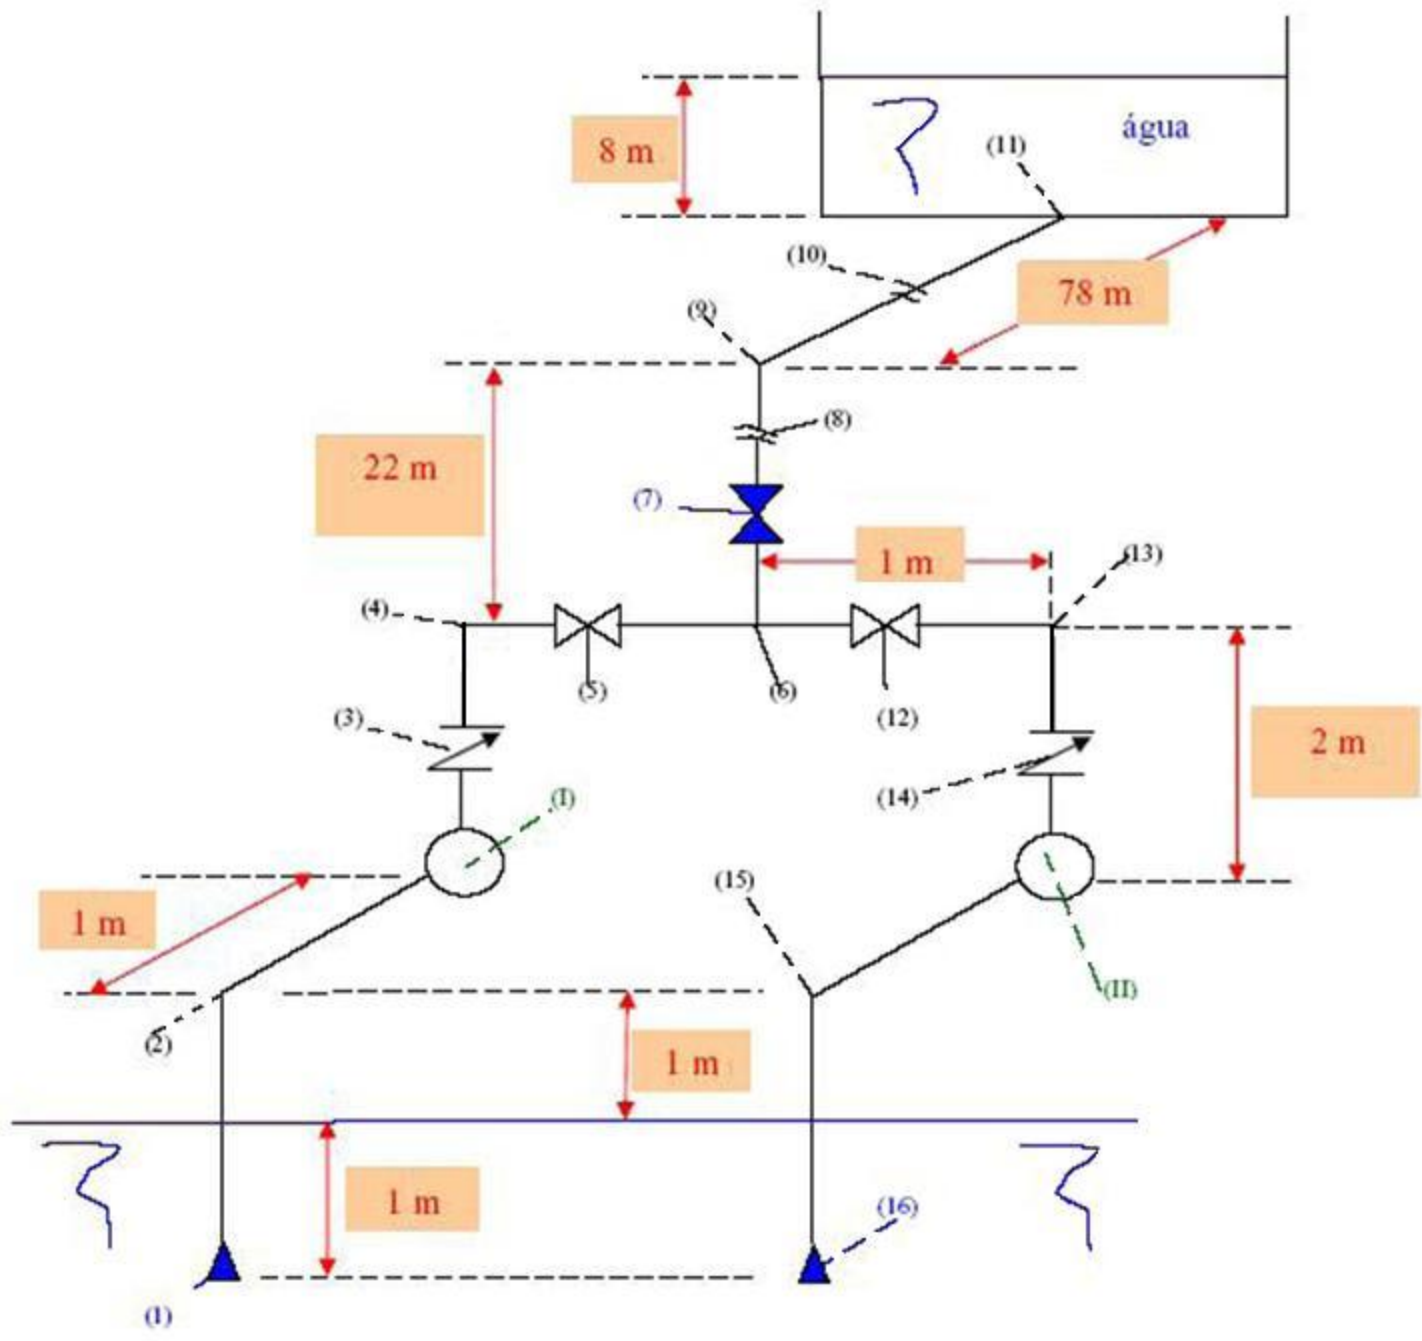 água
(11)
8 m
(10)
78 m
(9)
(8)
22 m
(7)
1 m
(13)
(4)
(5)
(6)
(12)
2 m
(3)
(14)
(I)
(15)
1 m
(II)
(2)
1 m
1 m
(16)
(1)